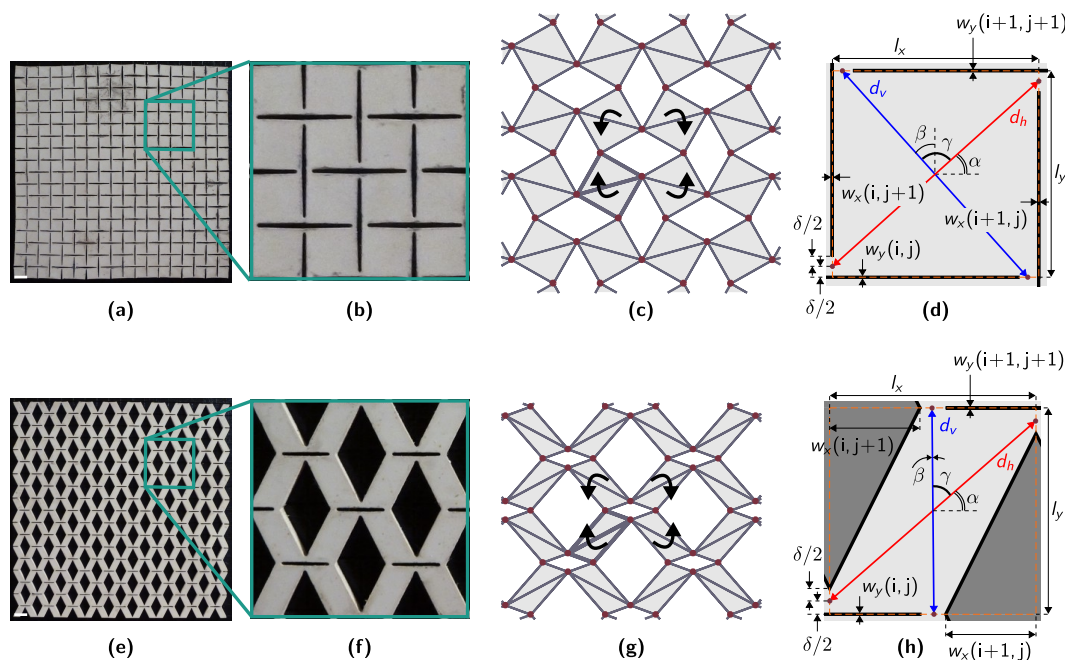 w_y(i+1, j+1)
l_x
d_v
d_h
β
γ
α
l_y
w_x(i, j+1)
w_x(i+1, j)
δ/2
w_y(i, j)
δ/2
(a)
(b)
(c)
(d)
w_y(i+1, j+1)
l_x
w_x(i, j+1)
d_v
d_h
β
γ
α
l_y
δ/2
w_y(i, j)
δ/2
w_x(i+1, j)
(e)
(f)
(g)
(h)